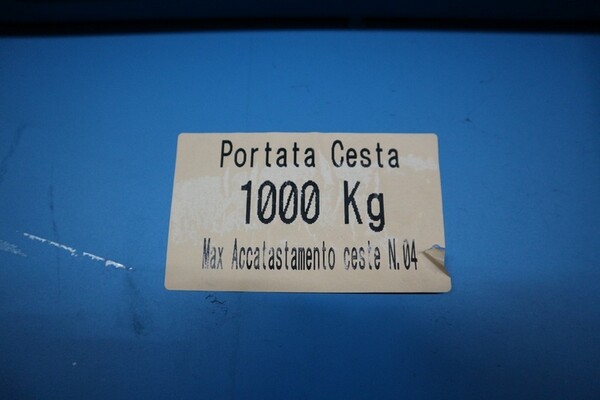 Portata Cesta
1000 Kg
Max Accatastamento ceste N.04